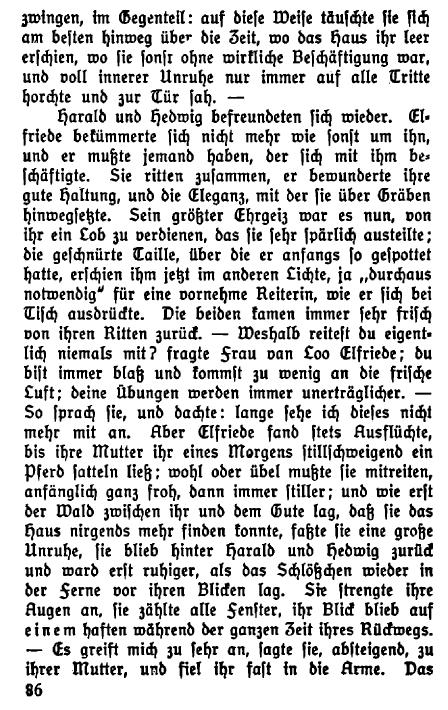 zwingen, im Gegenteil: auf diese Weise täuschte sie sich
am besten hinweg über die Zeit, wo das Haus ihr leer
erschien, wo sie sonst ohne wirkliche Beschäftigung war,
und voll innerer Unruhe nur immer auf alle Tritte
horchte und zur Tür sah. —
Harald und Hedwig befreundeten sich wieder. El-
friede bekümmerte sich nicht mehr wie sonst um ihn,
und er mußte jemand haben, der sich mit ihm be-
schäftigte. Sie ritten zusammen, er bewunderte ihre
gute Haltung, und die Eleganz, mit der sie über Gräben
hinwegsetzte. Sein größter Ehrgeiz war es nun, von
ihr ein Lob zu verdienen, das sie sehr spärlich austeilte;
die geschnürte Taille, über die er anfangs so gespottet
hatte, erschien ihm jetzt im anderen Lichte, ja „durchaus
notwendig“ für eine vornehme Reiterin, wie er sich bei
Tisch ausdrückte. Die beiden kamen immer sehr frisch
von ihren Ritten zurück. — Weshalb reitest du eigent-
lich niemals mit? fragte Frau van Loo Elfriede; du
bist immer blaß und kommst zu wenig an die frische
Luft; deine Übungen werden immer unerträglicher. —
So sprach sie, und dachte: lange sehe ich dieses nicht
mehr mit an. Aber Elfriede fand stets Ausflüchte,
bis ihre Mutter ihr eines Morgens stillschweigend ein
Pferd satteln ließ; wohl oder übel mußte sie mitreiten,
anfänglich ganz froh, dann immer stiller; und wie erst
der Wald zwischen ihr und dem Gute lag, daß sie das
Haus nirgends mehr finden konnte, faßte sie eine große
Unruhe, sie blieb hinter Harald und Hedwig zurück
und ward erst ruhiger, als das Schlößchen wieder in
der Ferne vor ihren Blicken lag. Sie strengte ihre
Augen an, sie zählte alle Fenster, ihr Blick blieb auf
einem haften während der ganzen Zeit ihres Rückwegs.
— Es greift mich zu sehr an, sagte sie, absteigend, zu
ihrer Mutter, und fiel ihr fast in die Arme. Das
86